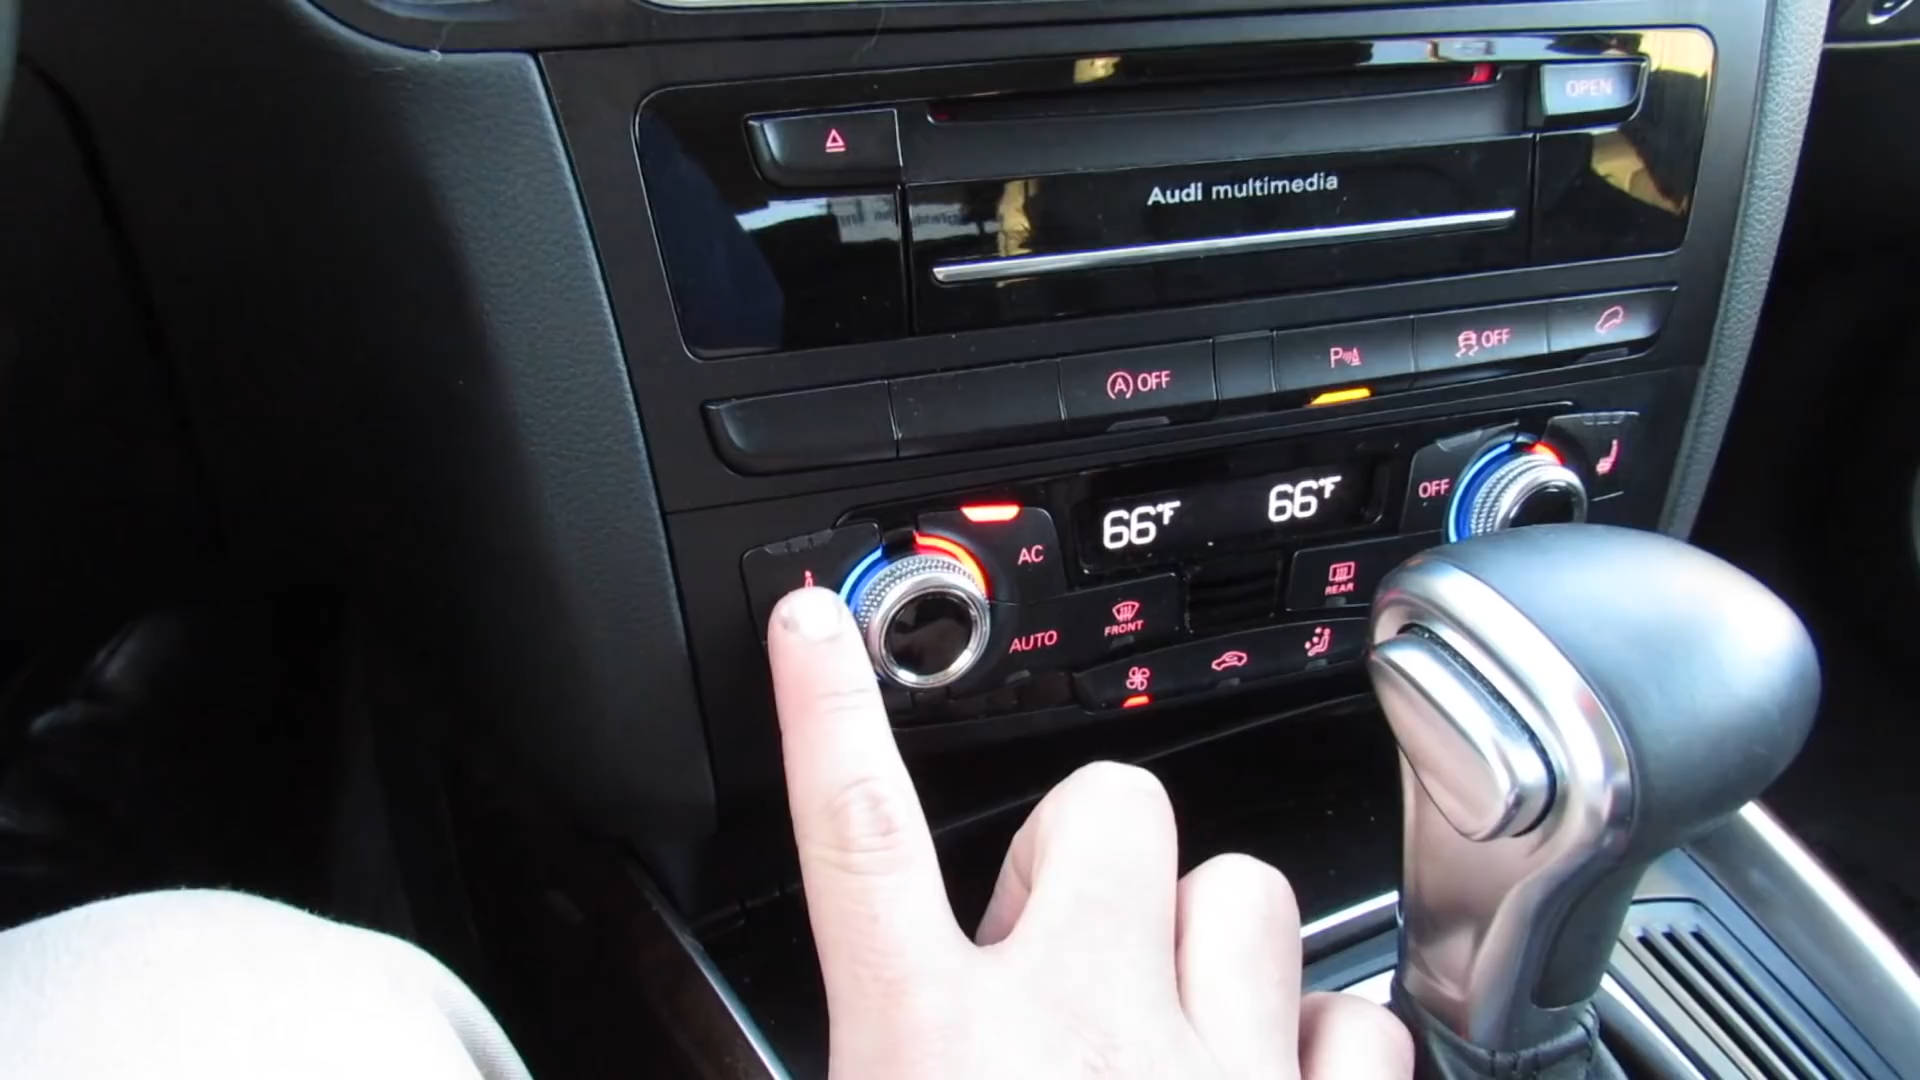 OPEN
Audi multimedia
A OFF
P
OFF
66°F
66°F
OFF
AC
REAR
FRONT
AUTO